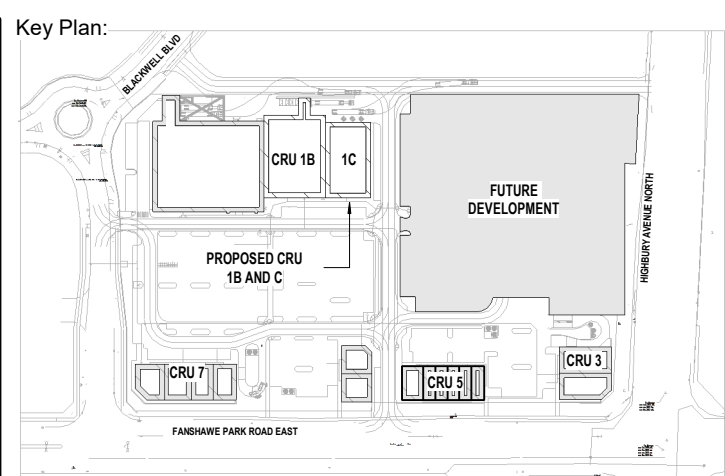 Key Plan:
BLACKWELL BLVD
CRU 1B
1C
FUTURE
DEVELOPMENT
HIGHBURY AVENUE NORTH
PROPOSED CRU
1B AND C
CRU 7
CRU 5
CRU 3
FANSHAWE PARK ROAD EAST